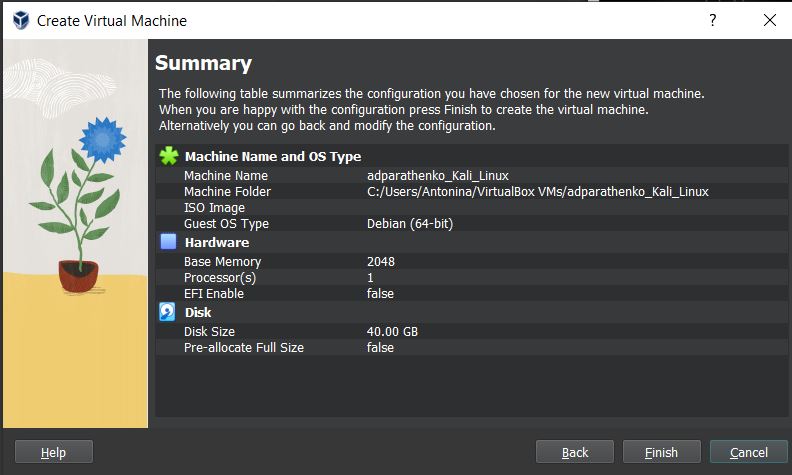 Create Virtual Machine
?
Summary
The following table summarizes the configuration you have chosen for the new virtual machine.
When you are happy with the configuration press Finish to create the virtual machine.
Alternatively you can go back and modify the configuration.
Machine Name and OS Type
Machine Name adparathenko_Kali_Linux
Machine Folder C:/Users/Antonina/VirtualBox VMs/adparathenko_Kali_Linux
ISO Image
Guest OS Type Debian (64-bit)
Hardware
Base Memory 2048
Processor(s) 1
EFI Enable false
Disk
Disk Size 40.00 GB
Pre-allocate Full Size false
Help Back Finish Cancel